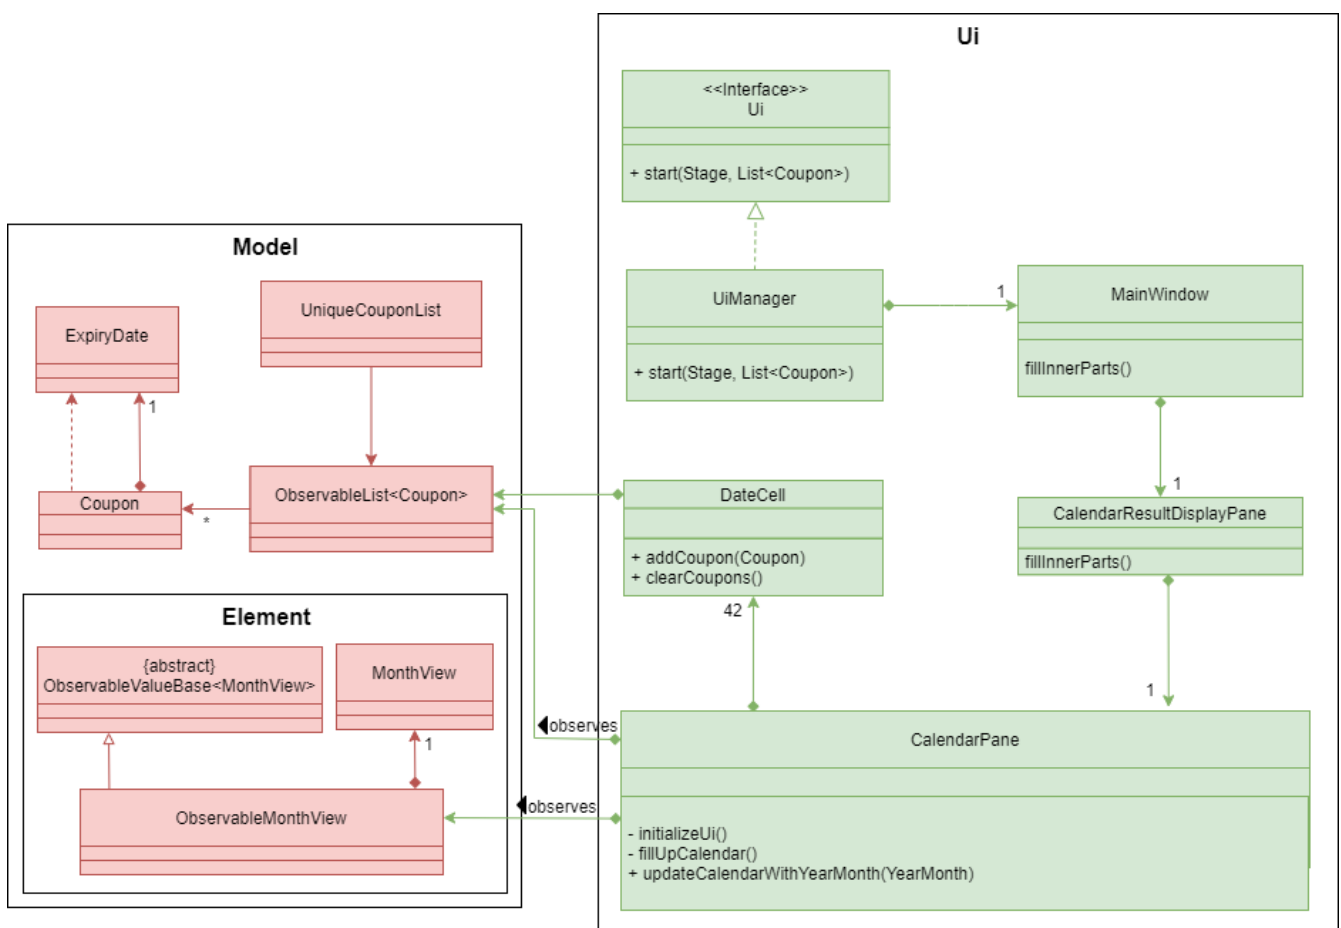 Ui
<<Interface>>
Ui
+ start(Stage, List<Coupon>)
UiManager
+ start(Stage, List<Coupon>)
1
MainWindow
fillInnerParts()
1
CalendarResultDisplayPane
fillInnerParts()
1
DateCell
+ addCoupon(Coupon)
+ clearCoupons()
42
CalendarPane
- initializeUi()
- fillUpCalendar()
+ updateCalendarWithYearMonth(YearMonth)
observes
observes
Model
ExpiryDate
1
UniqueCouponList
Coupon
*
ObservableList<Coupon>
Element
{abstract}
ObservableValueBase<MonthView>
MonthView
1
ObservableMonthView